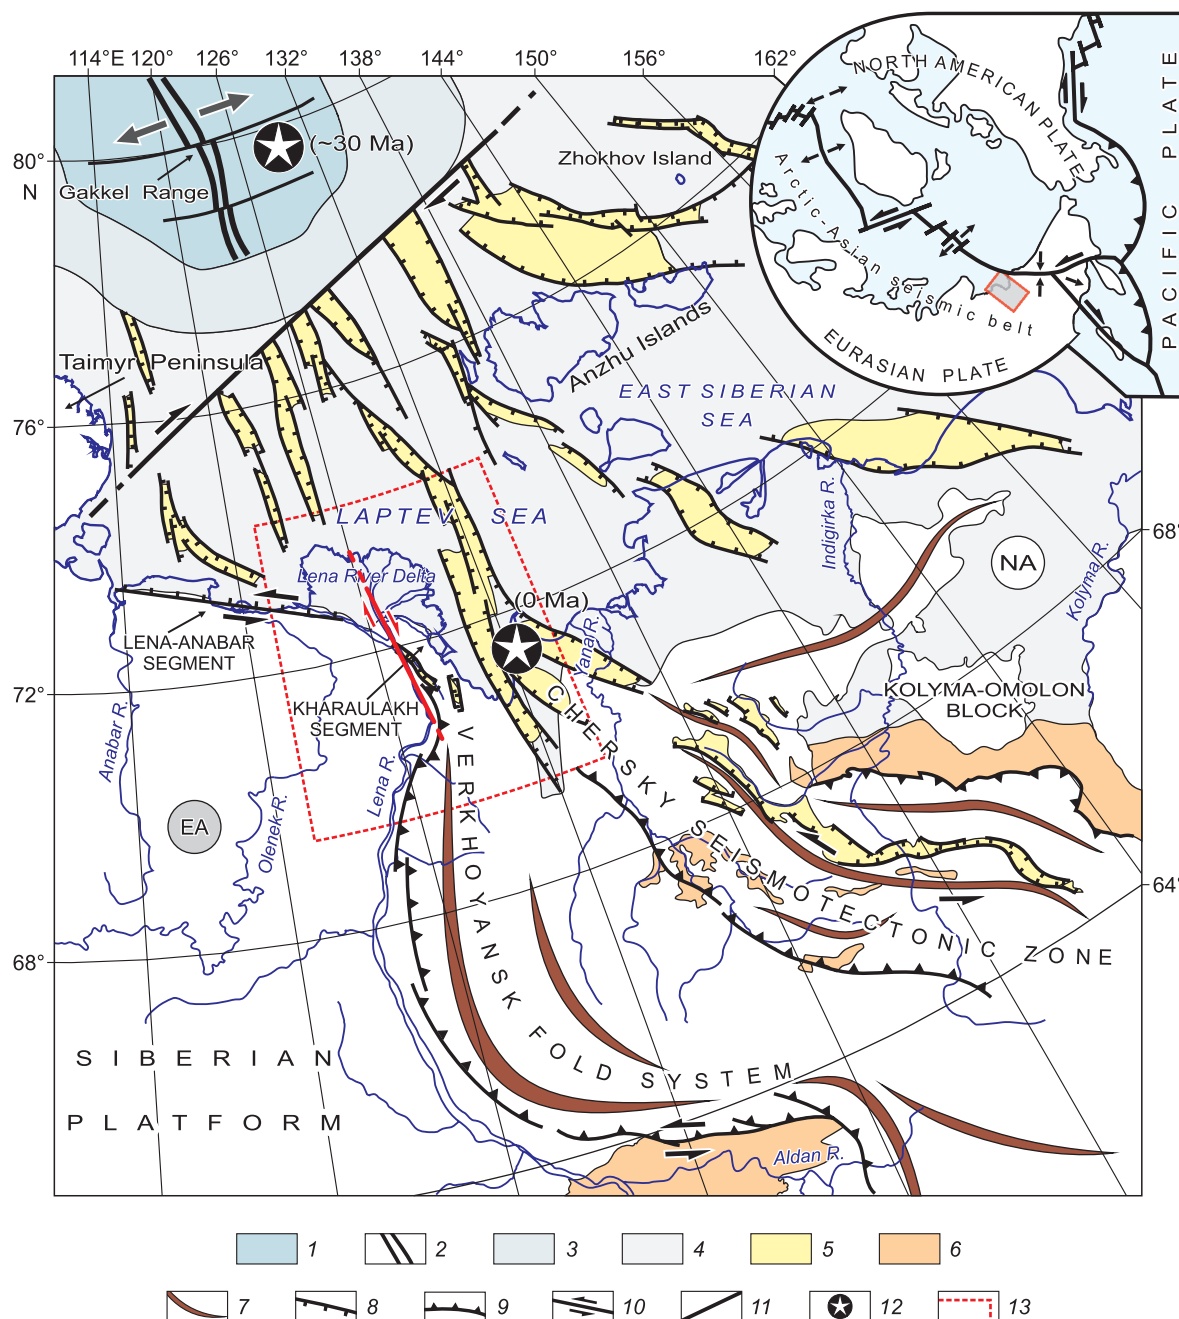 114°E 120° 126° 132° 139° 144° 150° 156° 162°
80°
N
76°
72°
68°
68°
64°
(~30 Ma)
Gakkel Range
Zhokhov Island
Taimyr Peninsula
Anzhu Islands
EAST SIBERIAN
SEA
LAPTEV SEA
Lena River Delta
(0 Ma)
LENA-ANABAR
SEGMENT
KHARAULAKH
SEGMENT
Anabar R.
Olenek R.
Lena R.
Yana R.
Indigirka R.
Kolyma R.
Aldan R.
NA
EA
KOLYMA-OMOLON
BLOCK
CHERSKY SEISMOTECTONIC ZONE
VERKHOYANSK FOLD SYSTEM
SIBERIAN
PLATFORM
NORTH AMERICAN PLATE
Arctic-Asian seismic belt
EURASIAN PLATE
PACIFIC PLATE
1 2 3 4 5 6
7 8 9 10 11 12 13